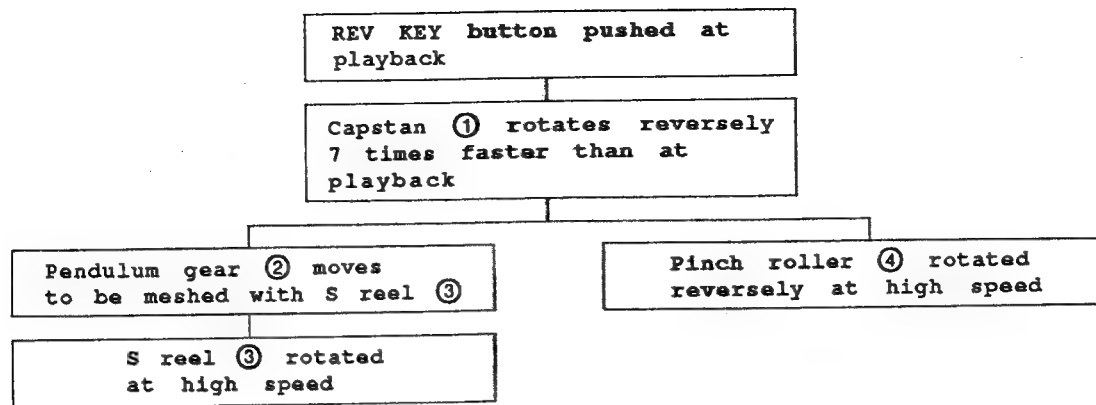 REV KEY button pushed at
playback
Capstan ① rotates reversely
7 times faster than at
playback
Pendulum gear ② moves
to be meshed with S reel ③
Pinch roller ④ rotated
reversely at high speed
S reel ③ rotated
at high speed